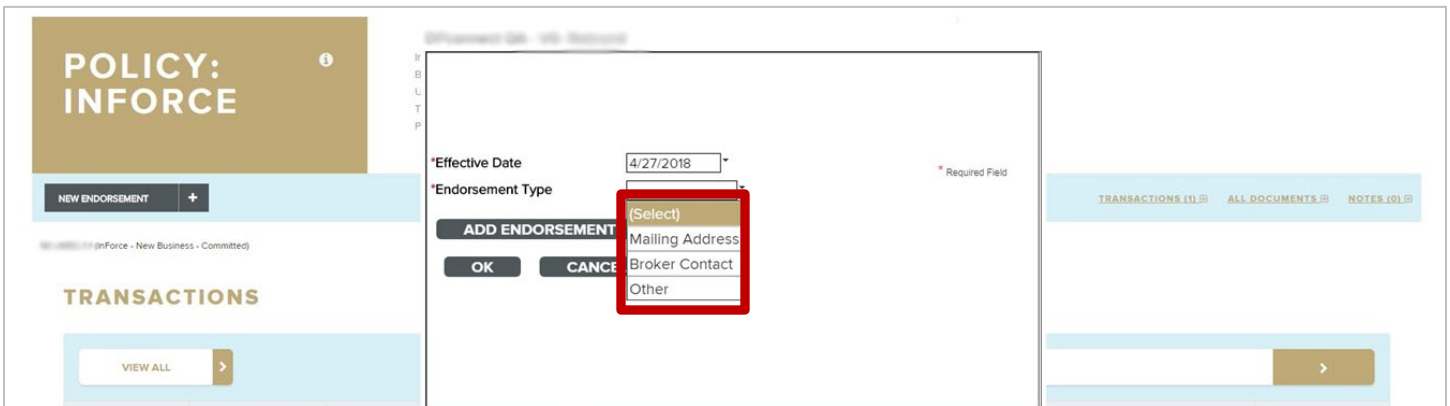 POLICY:
INFORCE
*Effective Date 4/27/2018
* Required Field
*Endorsement Type
NEW ENDORSEMENT +
TRANSACTIONS (1)
ALL DOCUMENTS
NOTES (0)
(Select)
ADD ENDORSEMENT
Mailing Address
(InForce - New Business - Committed)
Broker Contact
OK
CANCE
Other
TRANSACTIONS
VIEW ALL